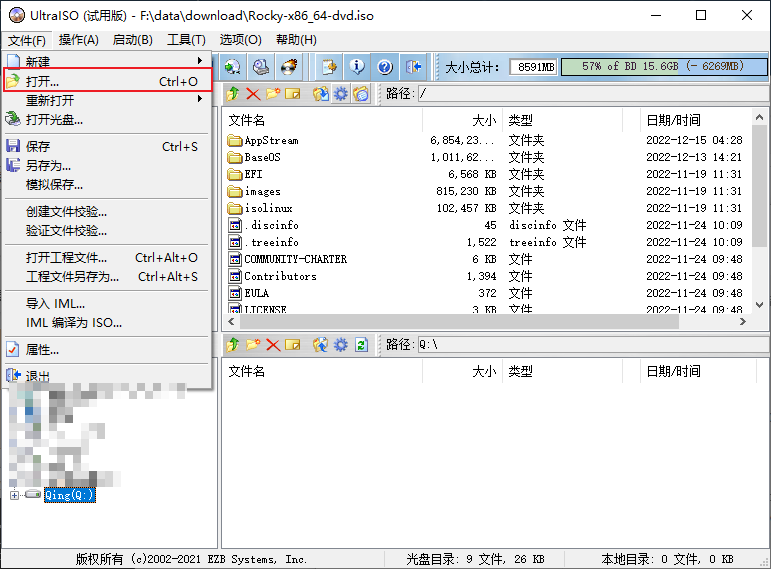 UltraISO (试用版) - F:\data\download\Rocky-x86_64-dvd.iso
文件(F) 操作(A) 启动(B) 工具(T) 选项(O) 帮助(H)
新建
打开... Ctrl+O
重新打开
打开光盘...
保存 Ctrl+S
另存为...
模拟保存...
创建文件校验...
验证文件校验...
打开工程文件... Ctrl+Alt+O
工程文件另存为... Ctrl+Alt+S
导入 IML...
IML 编译为 ISO...
属性...
退出
Qing(Q:)
大小总计: 8591MB 57% of BD 15.6GB (- 6269MB)
路径: /
文件名 大小 类型 日期/时间
AppStream 6,854,23... 文件夹 2022-12-15 04:28
BaseOS 1,011,62... 文件夹 2022-12-13 14:21
EFI 6,568 KB 文件夹 2022-11-19 11:31
images 815,230 KB 文件夹 2022-11-19 11:31
isolinux 102,457 KB 文件夹 2022-11-19 11:31
.discinfo 45 discinfo 文件 2022-11-24 10:09
.treeinfo 1,522 treeinfo 文件 2022-11-24 10:09
COMMUNITY-CHARTER 6 KB 文件 2022-11-24 09:48
Contributors 1,394 文件 2022-11-24 09:48
EULA 372 文件 2022-11-24 09:48
LICENSE 3 KB 文件 2022-11-24 09:48
路径: Q:\
文件名 大小 类型 日期/时间
版权所有 (c)2002-2021 EZB Systems, Inc. 光盘目录: 9 文件, 26 KB 本地目录: 0 文件, 0 KB